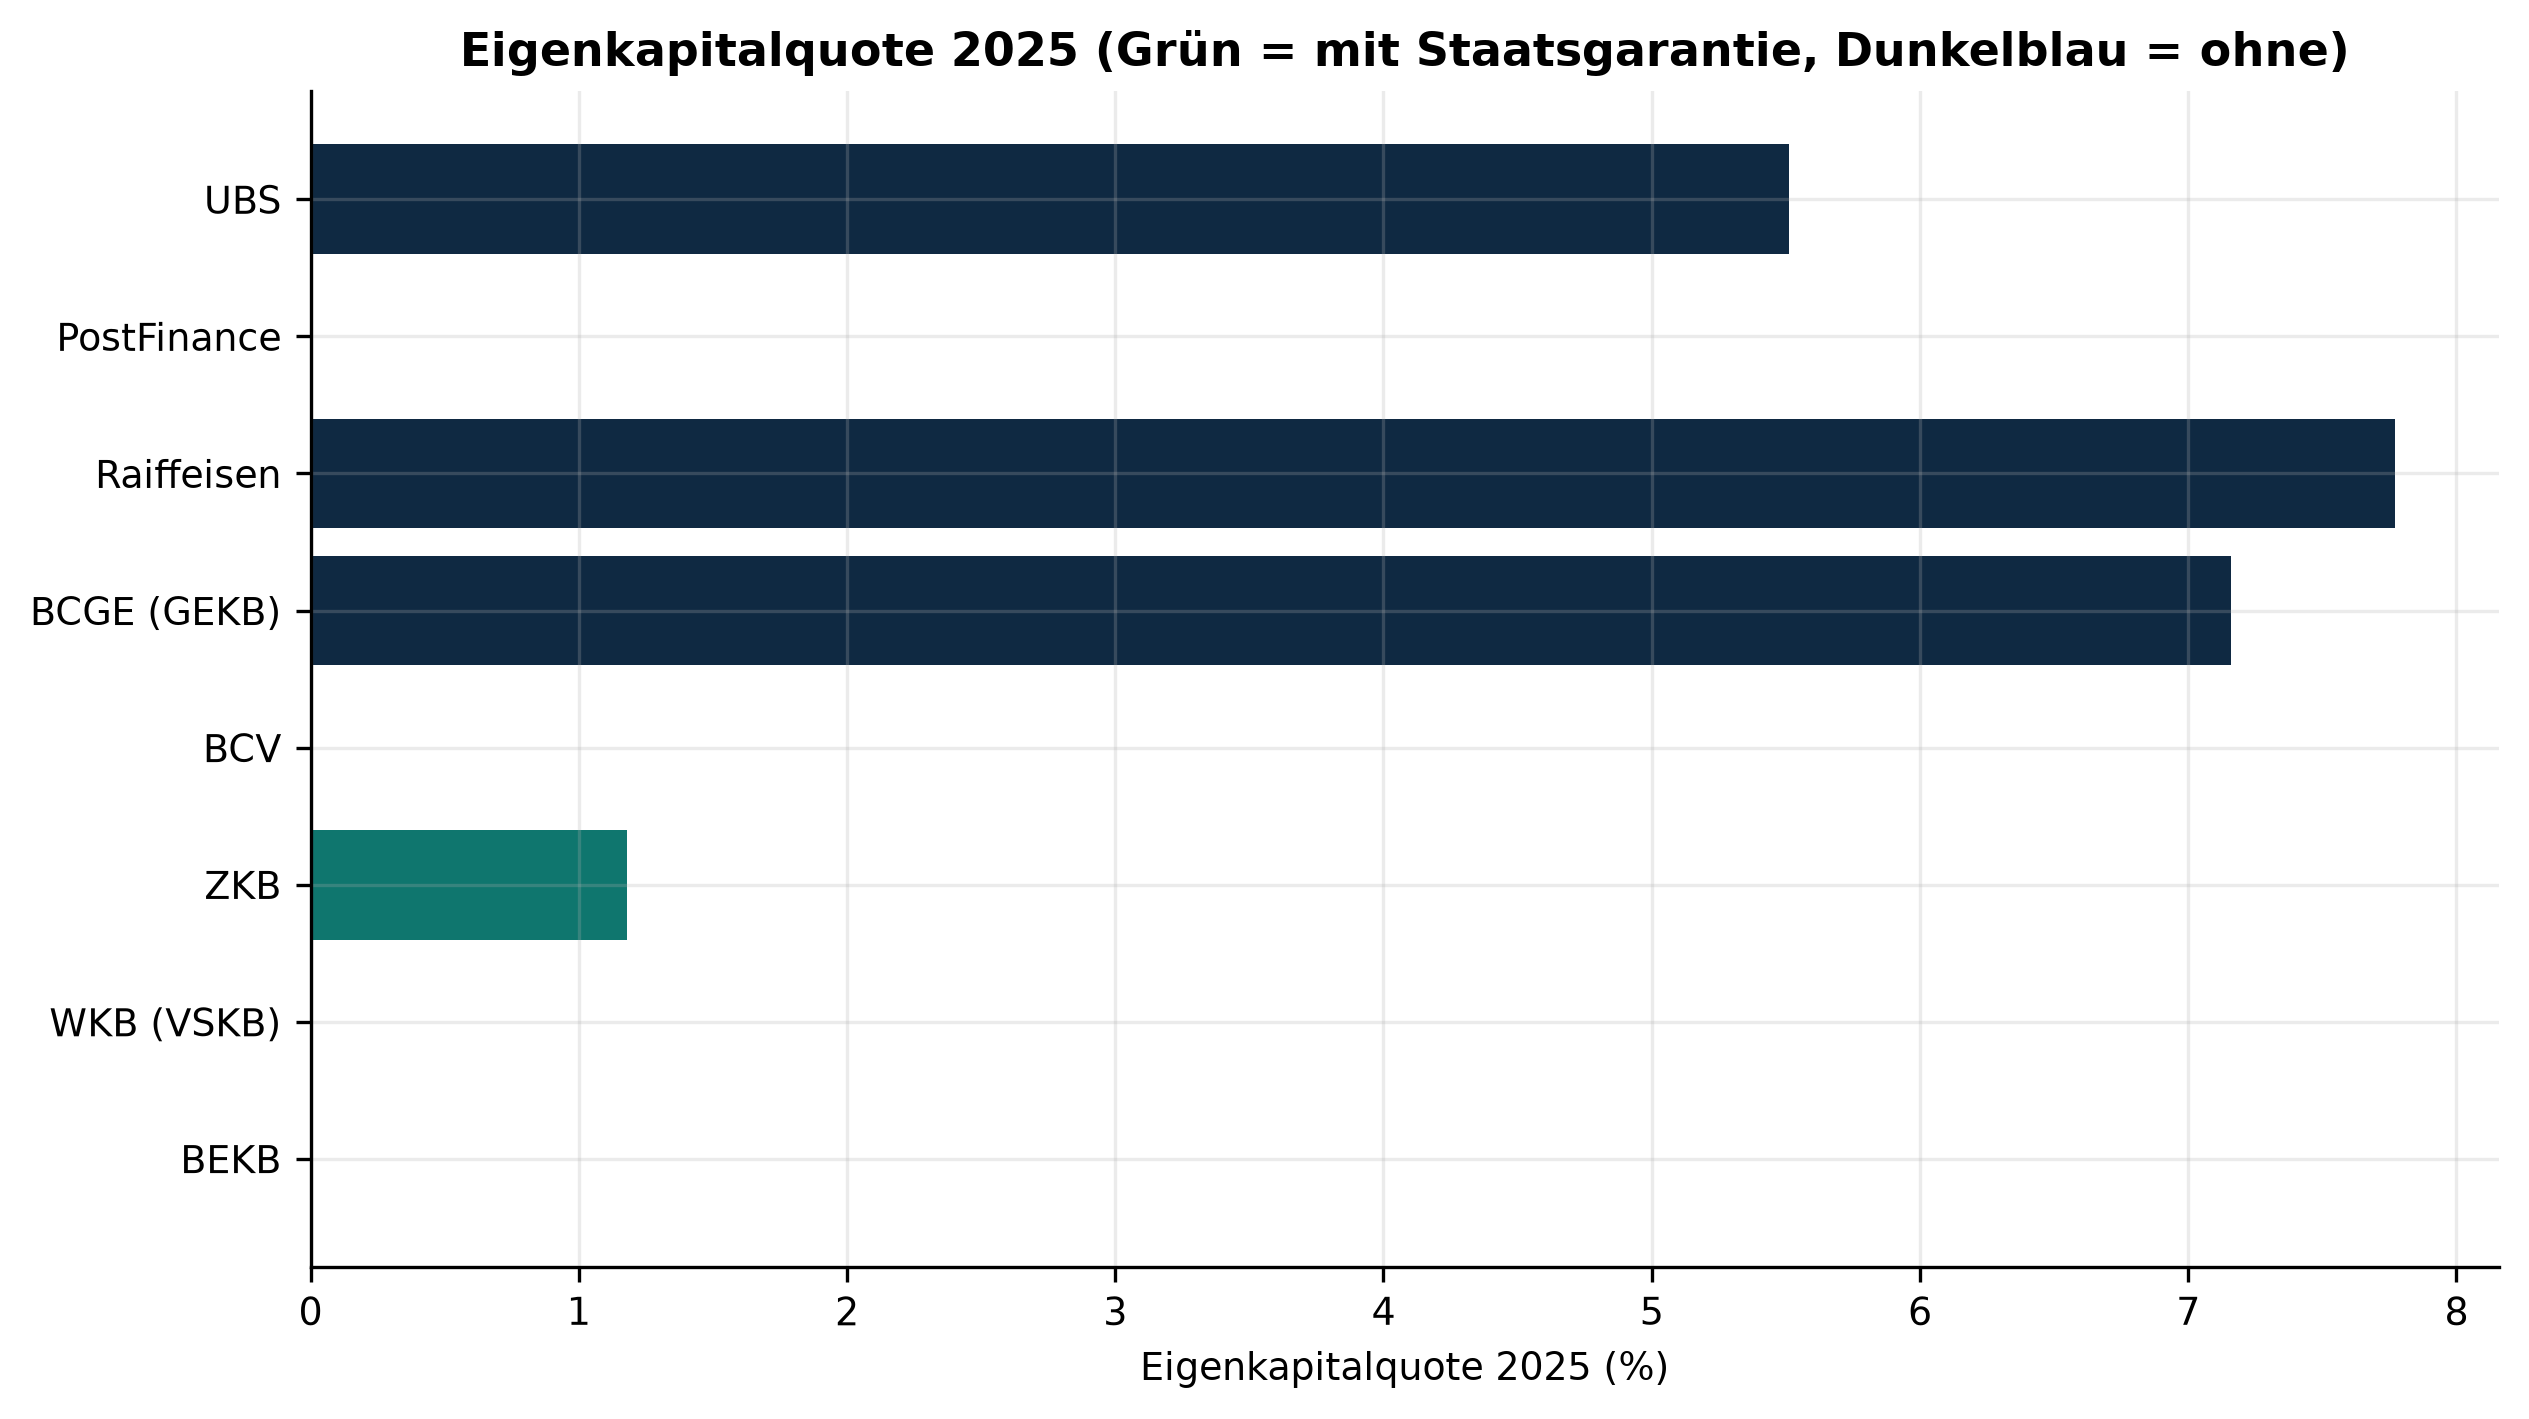 Eigenkapitalquote 2025 (Grün = mit Staatsgarantie, Dunkelblau = ohne)
UBS
PostFinance
Raiffeisen
BCGE (GEKB)
BCV
ZKB
WKB (VSKB)
BEKB
0 1 2 3 4 5 6 7 8
Eigenkapitalquote 2025 (%)